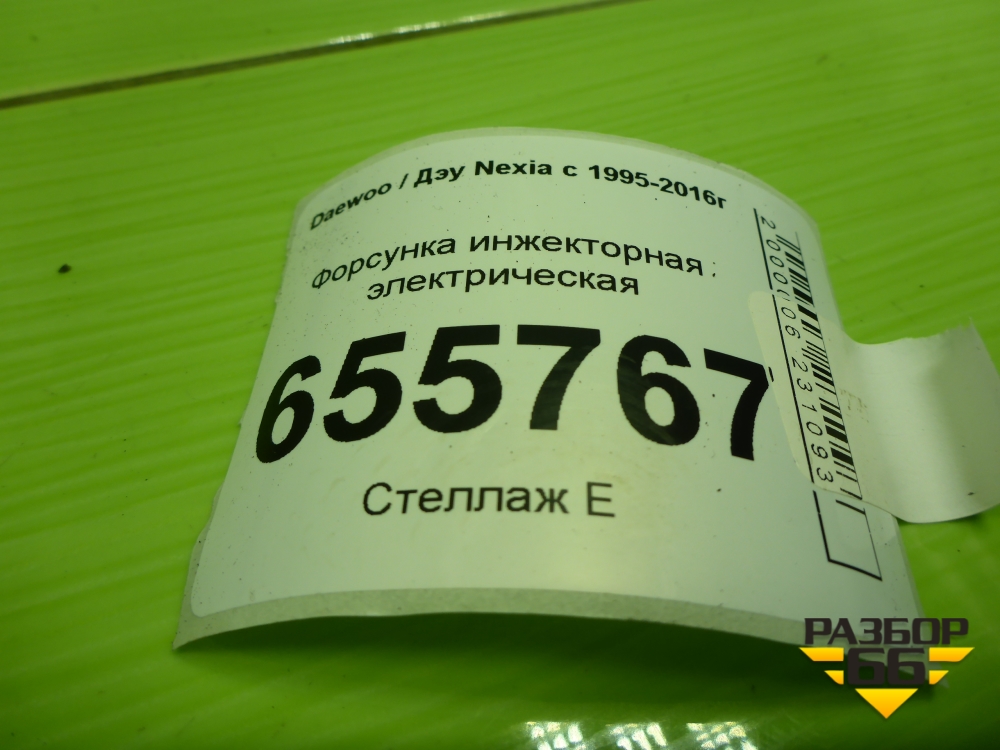 Daewoo / Дэу Nexia с 1995-2016г
Форсунка инжекторная
электрическая
655767
Стеллаж E
2000006231093
РАЗБОР
66